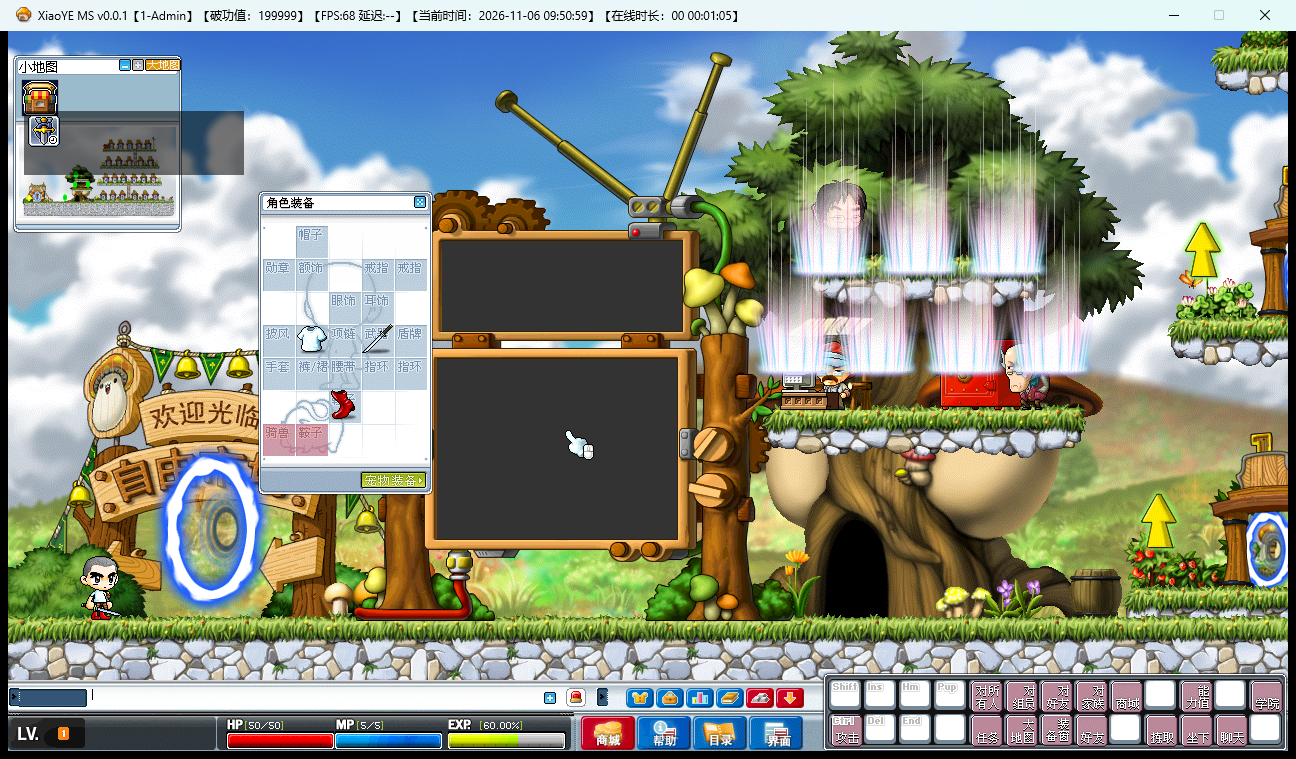 XiaoYE MS v0.0.1【1-Admin】【破功值：199999】【FPS:68 延迟:--】【当前时间：2026-11-06 09:50:59】【在线时长：00 00:01:05】
小地图
大地图
角色装备
帽子
勋章 额饰 戒指 戒指
眼饰 耳饰
披风 项链 武器 盾牌
手套 裤/裙 腰带 指环 指环
骑兽 鞍子
宠物装备
欢迎光临
自由
LV. 1
HP [50/50] MP [5/5] EXP. [60.00%]
商城 帮助 目录 界面
Shift Ins Hm Pup 对所有人 对组员 对好友 对家族 商城 能力值 学院
Ctrl 攻击 Del End 任务 大地图 装备窗 好友 拣取 坐下 聊天